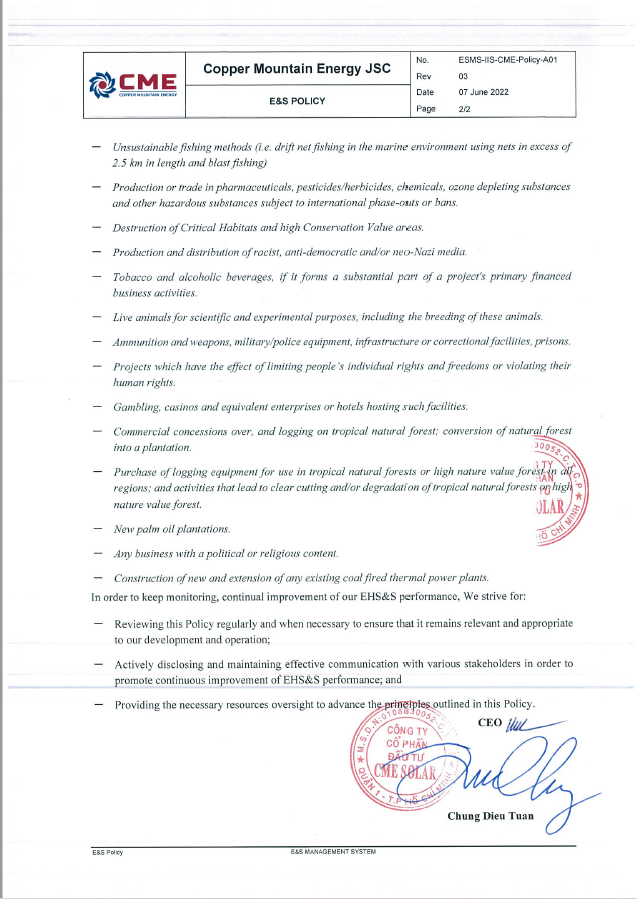 CME
COPPER MOUNTAIN ENERGY
Copper Mountain Energy JSC
E&S POLICY
No. ESMS-IIS-CME-Policy-A01
Rev 03
Date 07 June 2022
Page 2/2
— Unsustainable fishing methods (i.e. drift net fishing in the marine environment using nets in excess of
2.5 km in length and blast fishing)
— Production or trade in pharmaceuticals, pesticides/herbicides, chemicals, ozone depleting substances
and other hazardous substances subject to international phase-outs or bans.
— Destruction of Critical Habitats and high Conservation Value areas.
— Production and distribution of racist, anti-democratic and/or neo-Nazi media.
— Tobacco and alcoholic beverages, if it forms a substantial part of a project's primary financed
business activities.
— Live animals for scientific and experimental purposes, including the breeding of these animals.
— Ammunition and weapons, military/police equipment, infrastructure or correctional facilities, prisons.
— Projects which have the effect of limiting people's individual rights and freedoms or violating their
human rights.
— Gambling, casinos and equivalent enterprises or hotels hosting such facilities.
— Commercial concessions over, and logging on tropical natural forest; conversion of natural forest
into a plantation.
— Purchase of logging equipment for use in tropical natural forests or high nature value forest in all
regions; and activities that lead to clear cutting and/or degradation of tropical natural forests or high
nature value forest.
— New palm oil plantations.
— Any business with a political or religious content.
— Construction of new and extension of any existing coal fired thermal power plants.
In order to keep monitoring, continual improvement of our EHS&S performance, We strive for:
— Reviewing this Policy regularly and when necessary to ensure that it remains relevant and appropriate
to our development and operation;
— Actively disclosing and maintaining effective communication with various stakeholders in order to
promote continuous improvement of EHS&S performance; and
— Providing the necessary resources oversight to advance the principles outlined in this Policy.
CEO
CÔNG TY
CỔ PHẦN
ĐẦU TƯ
CME SOLAR
QUẬN 1 - T.P HỒ CHÍ MINH
Chung Dieu Tuan
E&S Policy E&S MANAGEMENT SYSTEM